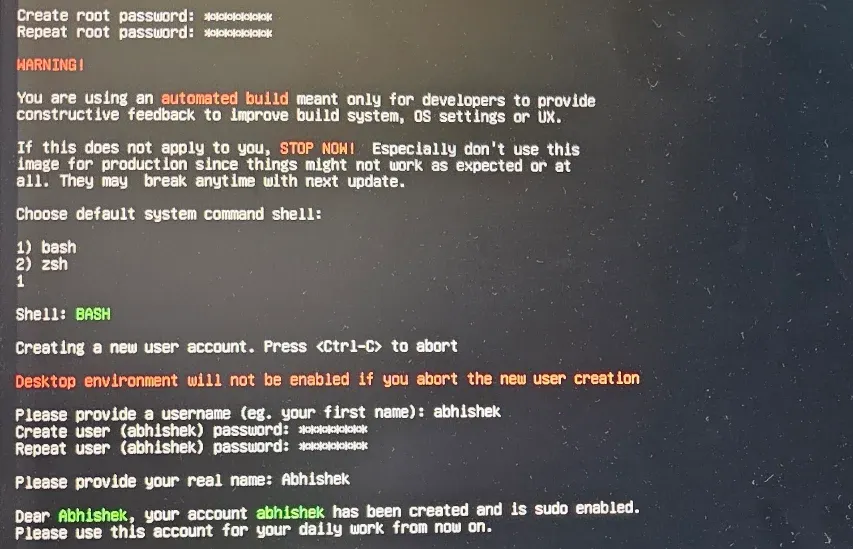 Create root password: ********
Repeat root password: ********
WARNING!
You are using an automated build meant only for developers to provide
constructive feedback to improve build system, OS settings or UX.
If this does not apply to you, STOP NOW! Especially don't use this
image for production since things might not work as expected or at
all. They may break anytime with next update.
Choose default system command shell:
1) bash
2) zsh
1
Shell: BASH
Creating a new user account. Press <Ctrl-C> to abort
Desktop environment will not be enabled if you abort the new user creation
Please provide a username (eg. your first name): abhishek
Create user (abhishek) password: ********
Repeat user (abhishek) password: ********
Please provide your real name: Abhishek
Dear Abhishek, your account abhishek has been created and is sudo enabled.
Please use this account for your daily work from now on.